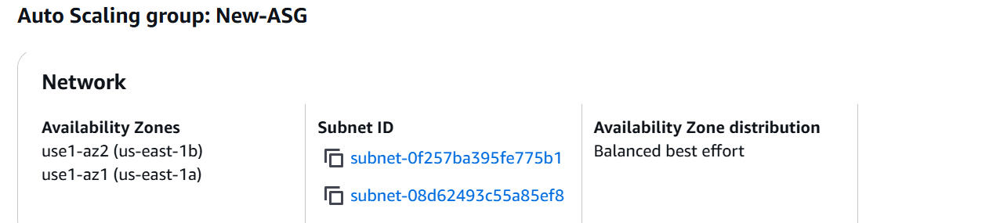 Auto Scaling group: New-ASG
Network
Availability Zones
use1-az2 (us-east-1b)
use1-az1 (us-east-1a)
Subnet ID
subnet-0f257ba395fe775b1
subnet-08d62493c55a85ef8
Availability Zone distribution
Balanced best effort